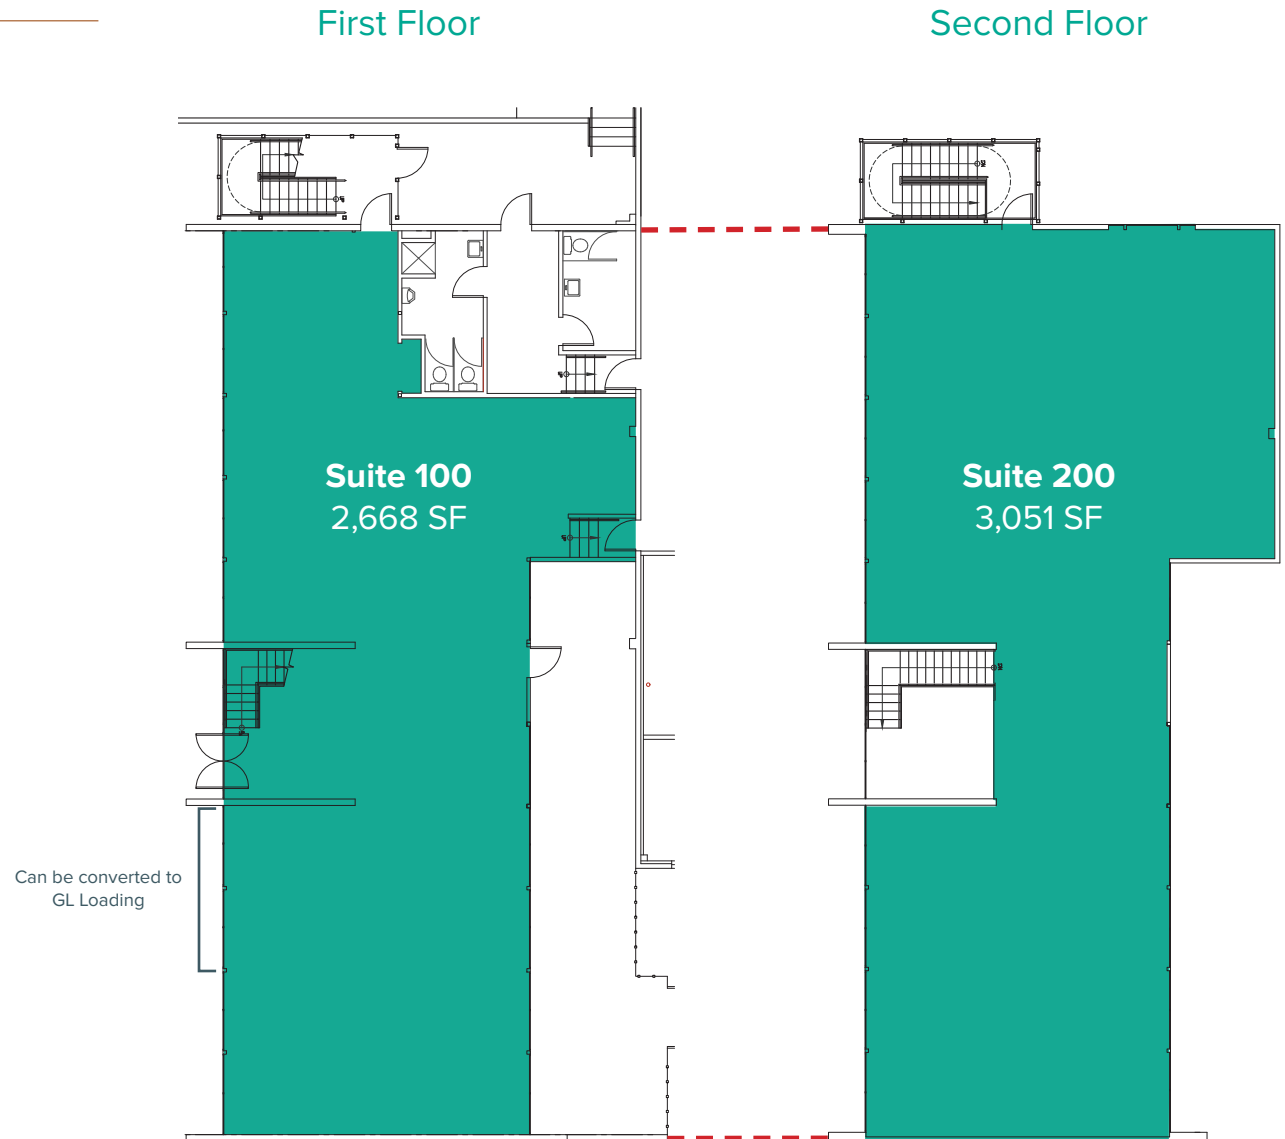 First Floor
Second Floor
Suite 100
2,668 SF
Suite 200
3,051 SF
Can be converted to
GL Loading